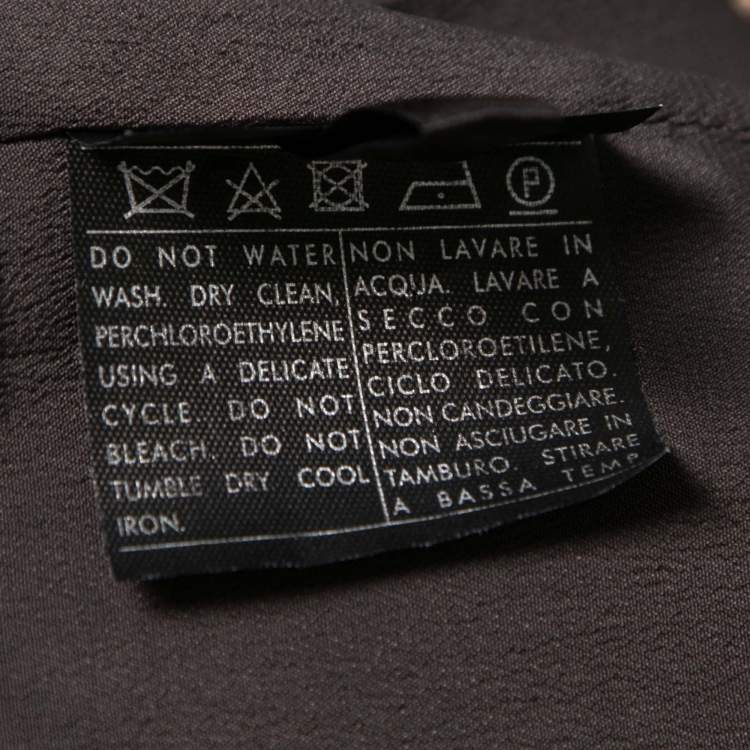 P
DO NOT WATER
WASH. DRY CLEAN,
PERCHLOROETHYLENE
USING A DELICATE
CYCLE. DO NOT
BLEACH. DO NOT
TUMBLE DRY COOL
IRON.
NON LAVARE IN
ACQUA. LAVARE A
SECCO CON
PERCLOROETILENE,
CICLO DELICATO.
NON CANDEGGIARE.
NON ASCIUGARE IN
TAMBURO. STIRARE
A BASSA TEMP